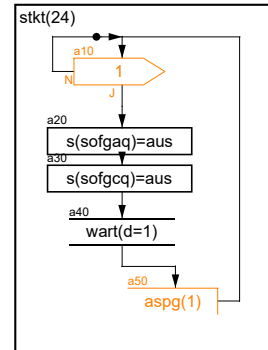 stkt(24)
a10
1
N
J
a20
s(sofgaq)=aus
a30
s(sofgcq)=aus
a40
wart(d=1)
a50
aspg(1)